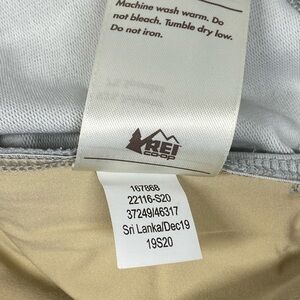 Machine wash warm. Do
not bleach. Tumble dry low.
Do not iron.
REI
CO·OP
167868
22116-S20
37249/46317
Sri Lanka/Dec19
19S20